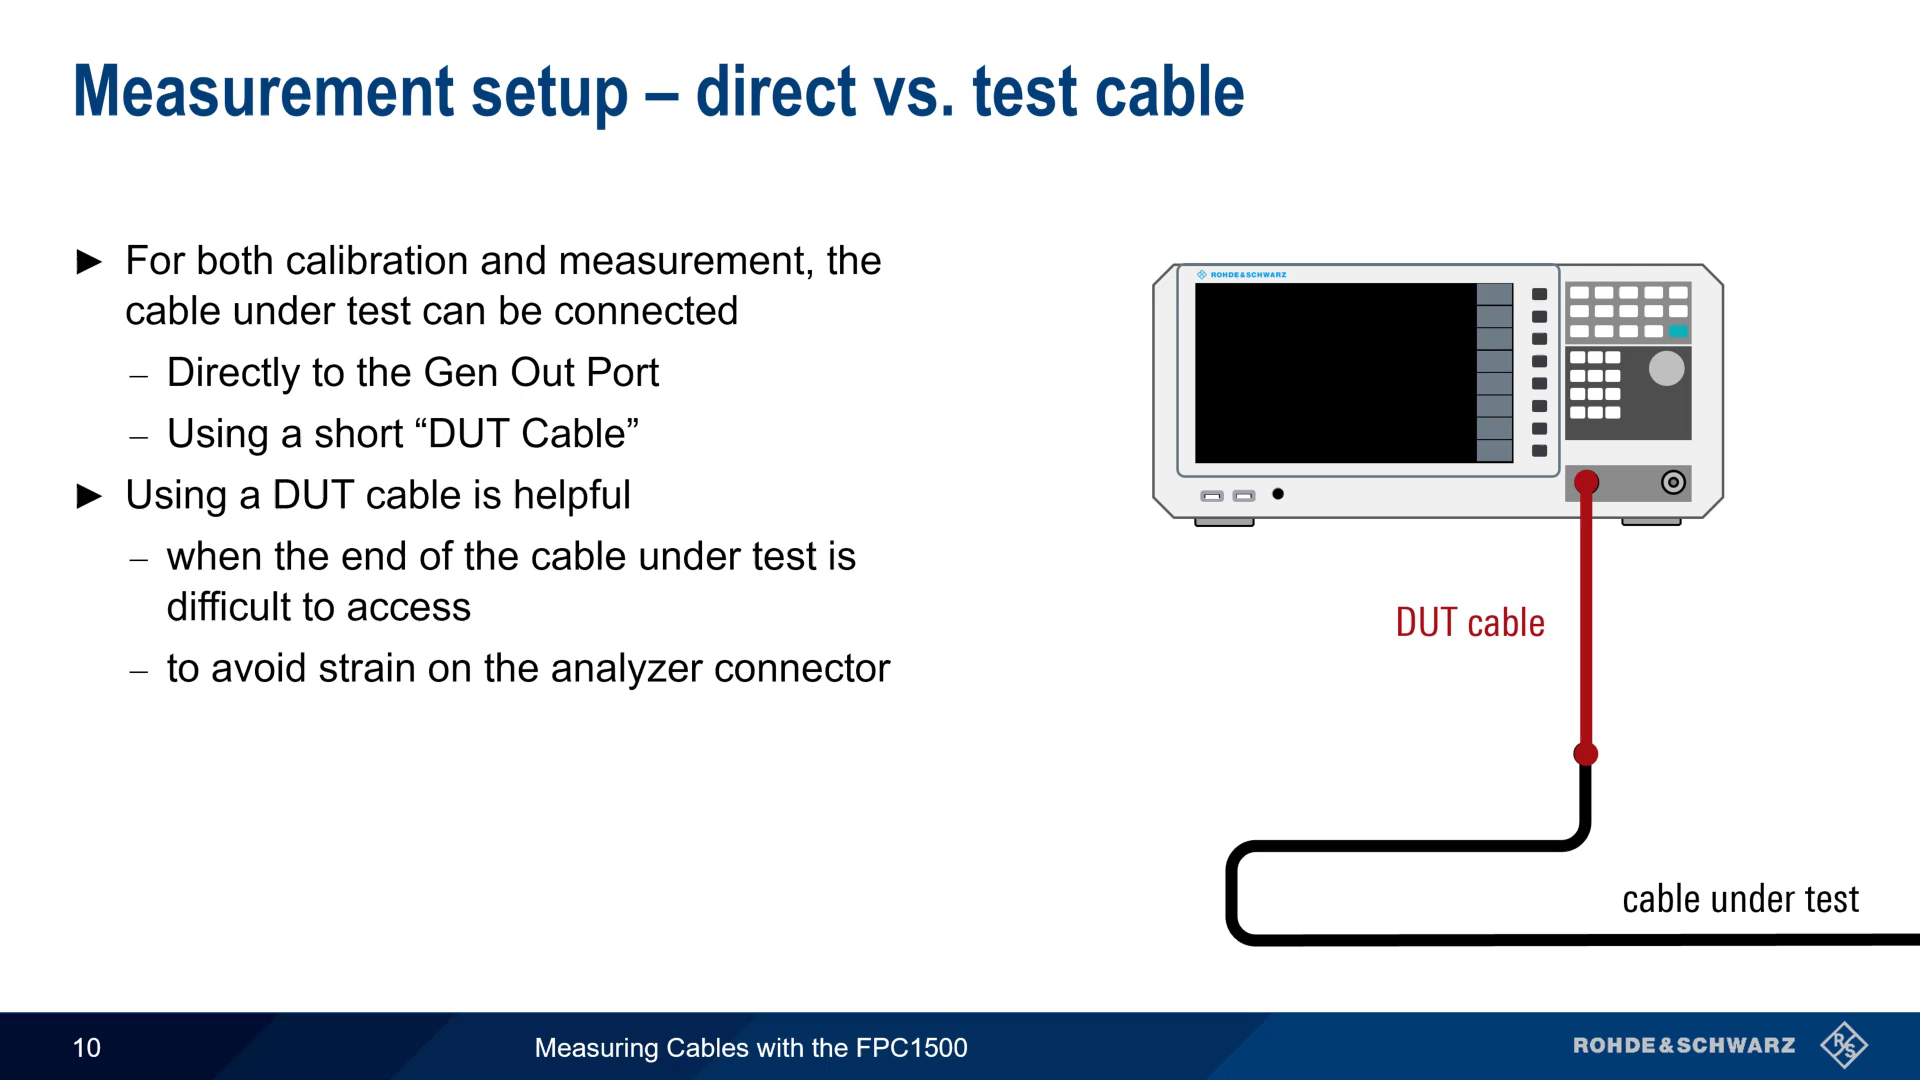 Measurement setup – direct vs. test cable
► For both calibration and measurement, the
cable under test can be connected
– Directly to the Gen Out Port
– Using a short “DUT Cable”
► Using a DUT cable is helpful
– when the end of the cable under test is
difficult to access
– to avoid strain on the analyzer connector
ROHDE&SCHWARZ
DUT cable
cable under test
10
Measuring Cables with the FPC1500
ROHDE&SCHWARZ
R&S